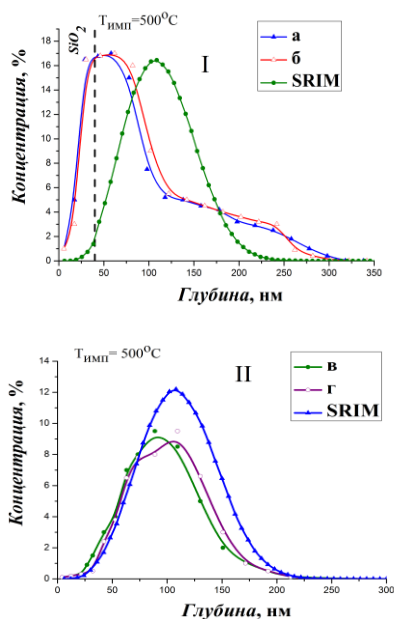 Tимп=500°C
SiO2
I
а
б
SRIM
Концентрация, %
18
16
14
12
10
8
6
4
2
0
0 50 100 150 200 250 300 350
Глубина, нм
Tимп= 500°C
II
в
г
SRIM
Концентрация, %
14
12
10
8
6
4
2
0
0 50 100 150 200 250 300
Глубина, нм